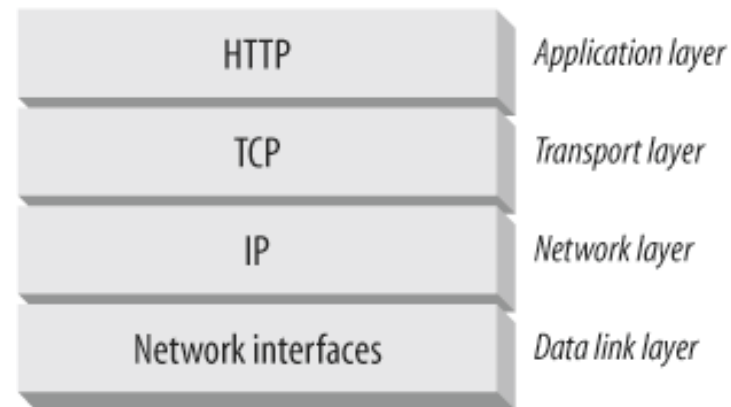 HTTP Application layer
TCP Transport layer
IP Network layer
Network interfaces Data link layer